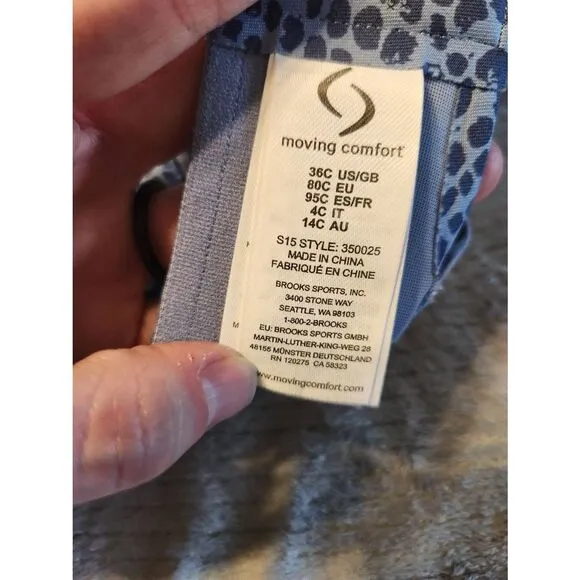 moving comfort
36C US/GB
80C EU
95C ES/FR
4C IT
14C AU
S15 STYLE: 350025
MADE IN CHINA
FABRIQUÉ EN CHINE
BROOKS SPORTS, INC.
3400 STONE WAY
SEATTLE, WA 98103
1-800-2-BROOKS
EU: BROOKS SPORTS GMBH
MARTIN-LUTHER-KING-WEG 28
48155 MÜNSTER DEUTSCHLAND
RN 120275 CA 58323
www.movingcomfort.com